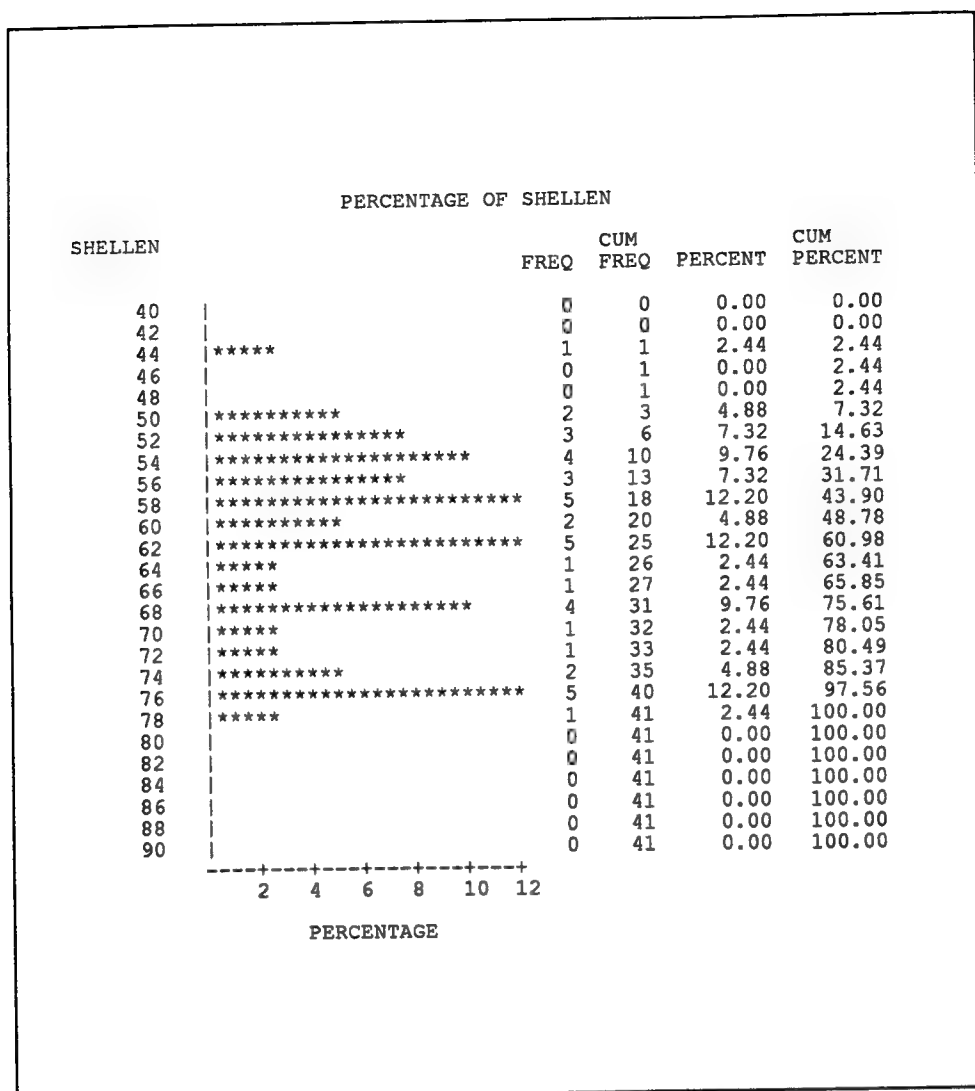 PERCENTAGE OF SHELLEN
SHELLEN FREQ CUM FREQ PERCENT CUM PERCENT
40 | 0 0 0.00 0.00
42 | 0 0 0.00 0.00
44 |***** 1 1 2.44 2.44
46 | 0 1 0.00 2.44
48 | 0 1 0.00 2.44
50 |********** 2 3 4.88 7.32
52 |*************** 3 6 7.32 14.63
54 |******************** 4 10 9.76 24.39
56 |*************** 3 13 7.32 31.71
58 |************************ 5 18 12.20 43.90
60 |********** 2 20 4.88 48.78
62 |************************ 5 25 12.20 60.98
64 |***** 1 26 2.44 63.41
66 |***** 1 27 2.44 65.85
68 |******************** 4 31 9.76 75.61
70 |***** 1 32 2.44 78.05
72 |***** 1 33 2.44 80.49
74 |********** 2 35 4.88 85.37
76 |************************ 5 40 12.20 97.56
78 |***** 1 41 2.44 100.00
80 | 0 41 0.00 100.00
82 | 0 41 0.00 100.00
84 | 0 41 0.00 100.00
86 | 0 41 0.00 100.00
88 | 0 41 0.00 100.00
90 | 0 41 0.00 100.00
----+---+---+---+---+---+
2 4 6 8 10 12
PERCENTAGE